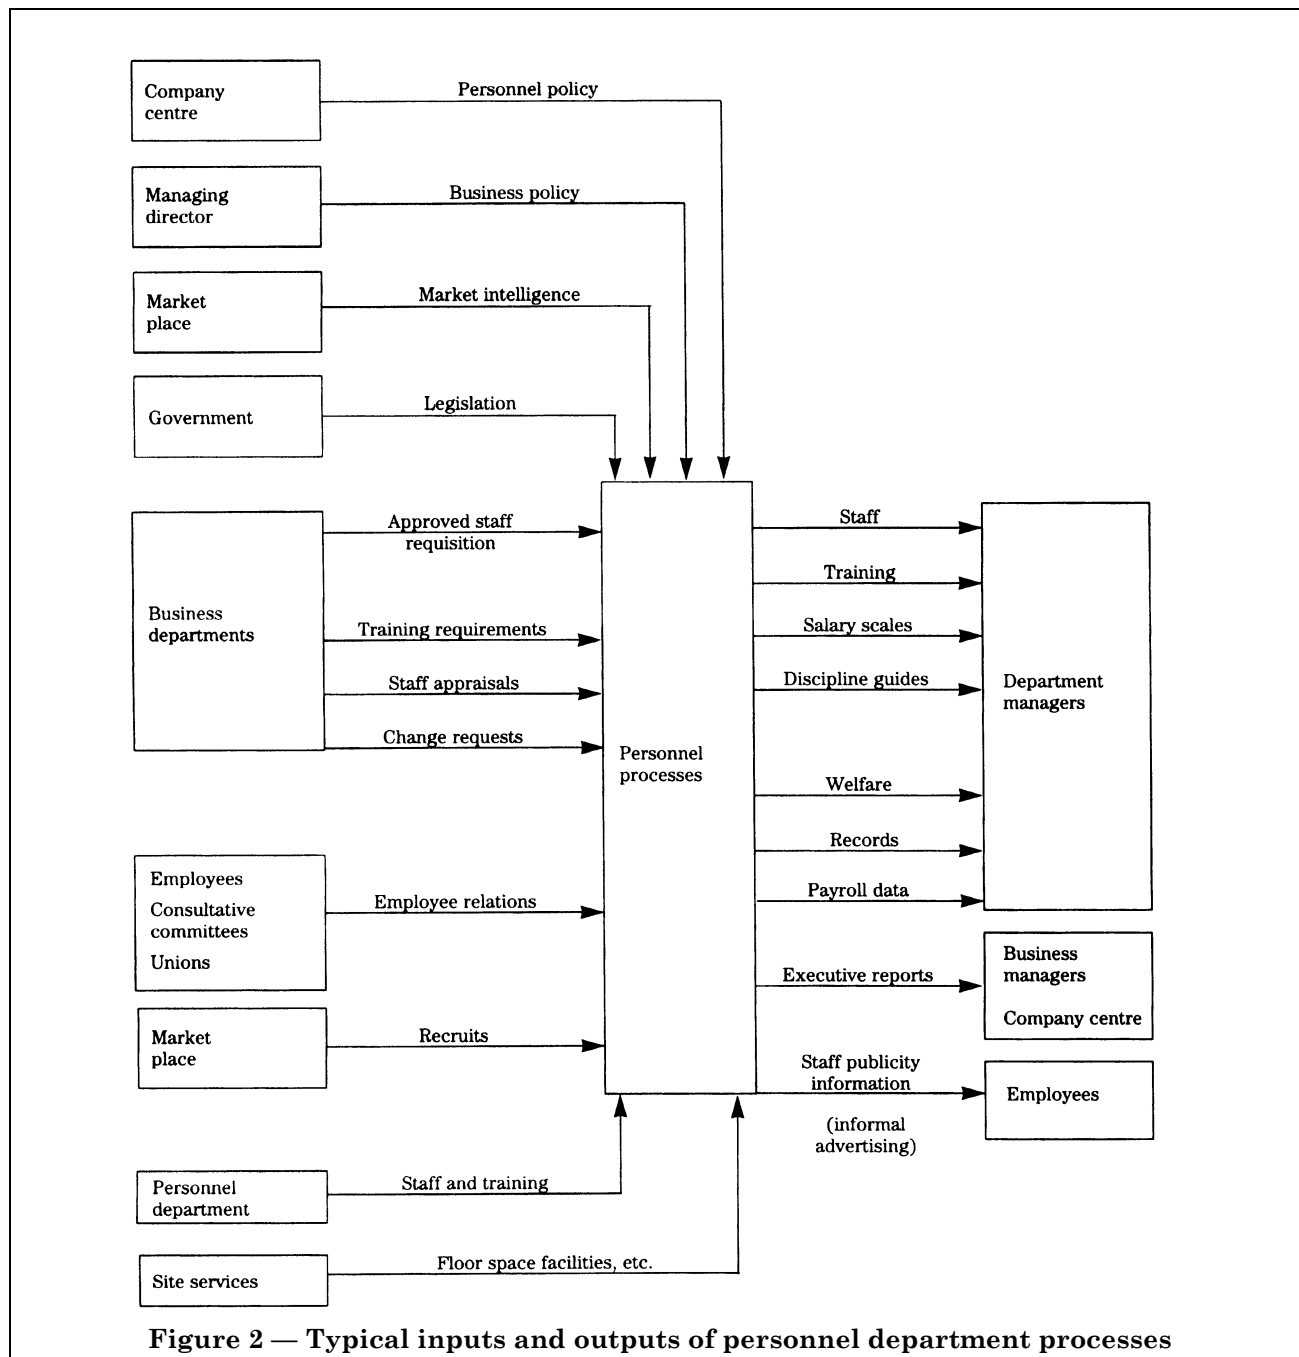 Company
centre
Personnel policy
Managing
director
Business policy
Market
place
Market intelligence
Government
Legislation
Business
departments
Approved staff
requisition
Training requirements
Staff appraisals
Change requests
Employees
Consultative
committees
Unions
Employee relations
Market
place
Recruits
Personnel
department
Staff and training
Site services
Floor space facilities, etc.
Personnel
processes
Staff
Training
Salary scales
Discipline guides
Welfare
Records
Payroll data
Department
managers
Executive reports
Business
managers
Company centre
Staff publicity
information
(informal
advertising)
Employees
Figure 2 — Typical inputs and outputs of personnel department processes